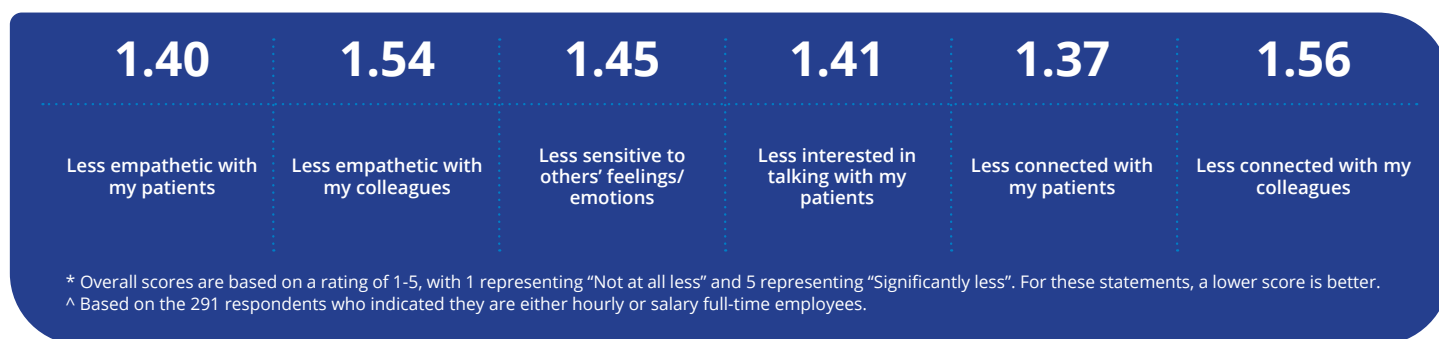 1.40
1.54
1.45
1.41
1.37
1.56
Less empathetic with
my patients
Less empathetic with
my colleagues
Less sensitive to
others’ feelings/
emotions
Less interested in
talking with my
patients
Less connected with
my patients
Less connected with my
colleagues
* Overall scores are based on a rating of 1-5, with 1 representing “Not at all less” and 5 representing “Significantly less”. For these statements, a lower score is better.
^ Based on the 291 respondents who indicated they are either hourly or salary full-time employees.